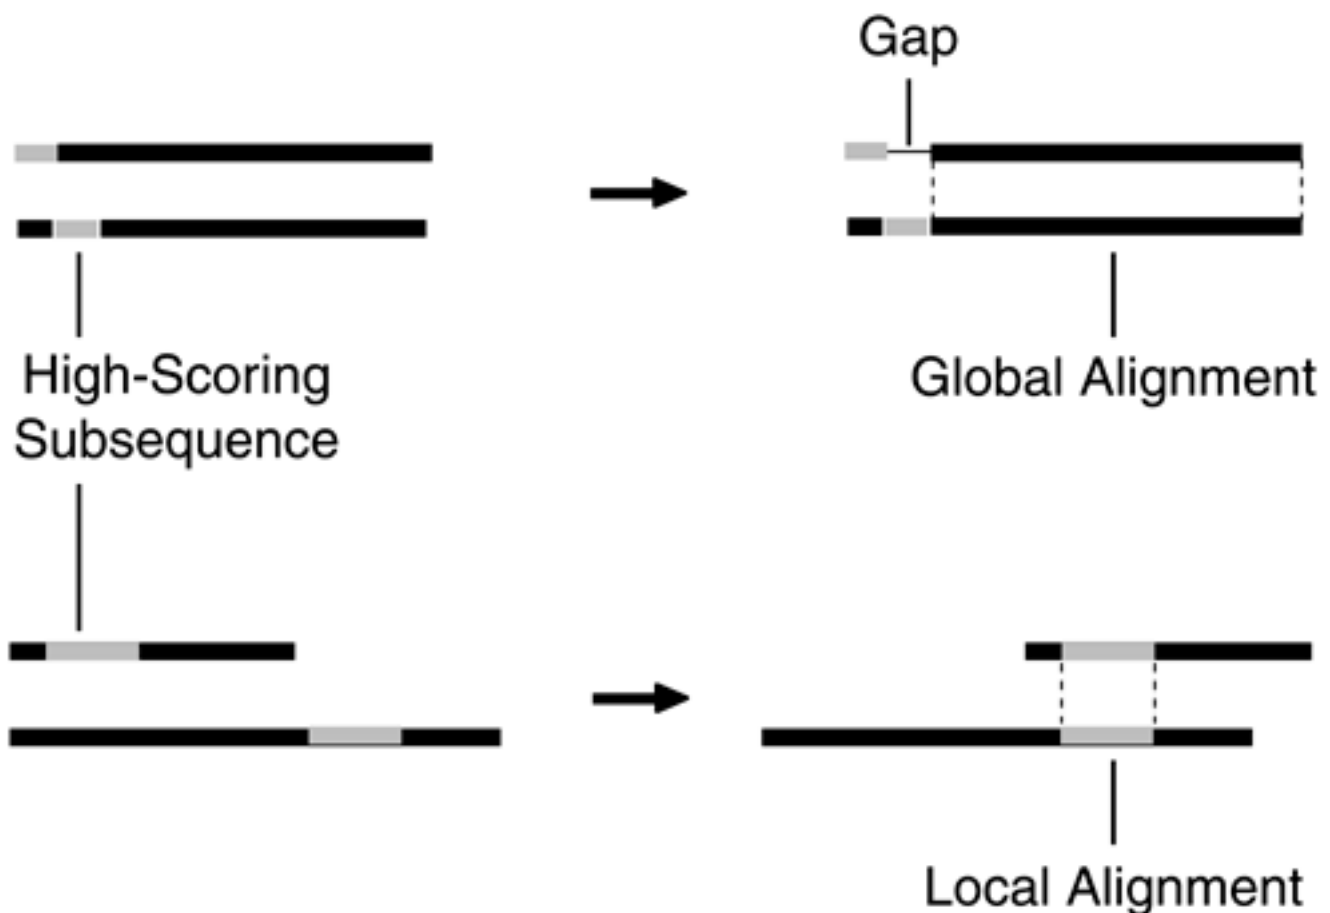 Gap
High-Scoring
Subsequence
Global Alignment
Local Alignment